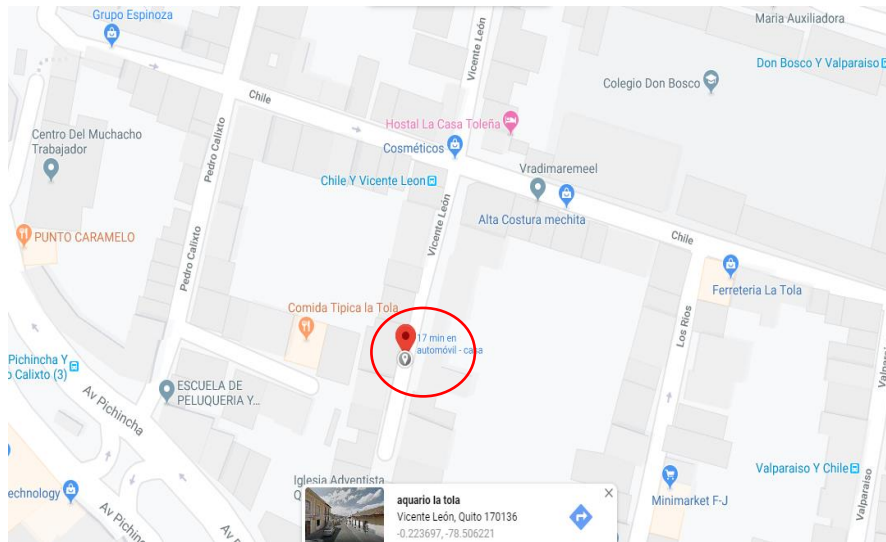 Grupo Espinoza
Maria Auxiliadora
Vicente León
Don Bosco Y Valparaiso
Colegio Don Bosco
Chile
Hostal La Casa Toleña
Centro Del Muchacho
Trabajador
Pedro Calixto
Cosméticos
Vradimaremeel
Chile Y Vicente Leon
Vicente León
Alta Costura mechita
PUNTO CARAMELO
Chile
Pedro Calixto
Ferreteria La Tola
Comida Tipica la Tola
Los Rios
17 min en
automóvil - casa
Pichincha Y
o Calixto (3)
ESCUELA DE
PELUQUERIA Y...
Av Pichincha
Valparaiso Y Chile
Iglesia Adventista
Q
aquario la tola
Vicente León, Quito 170136
-0.223697, -78.506221
echnology
Minimarket F-J
Valparaiso
Av Pichin